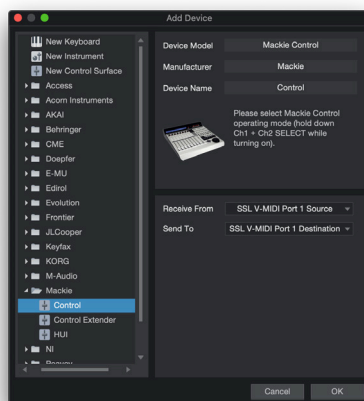 Add Device
New Keyboard
New Instrument
New Control Surface
Access
Acorn Instruments
AKAI
Behringer
CME
Doepfer
E-MU
Edirol
Evolution
Frontier
JLCooper
Keyfax
KORG
M-Audio
Mackie
Control
Control Extender
HUI
NI
Device Model Mackie Control
Manufacturer Mackie
Device Name Control
Please select Mackie Control
operating mode (hold down
Ch1 + Ch2 SELECT while
turning on).
Receive From SSL V-MIDI Port 1 Source
Send To SSL V-MIDI Port 1 Destination
Cancel OK